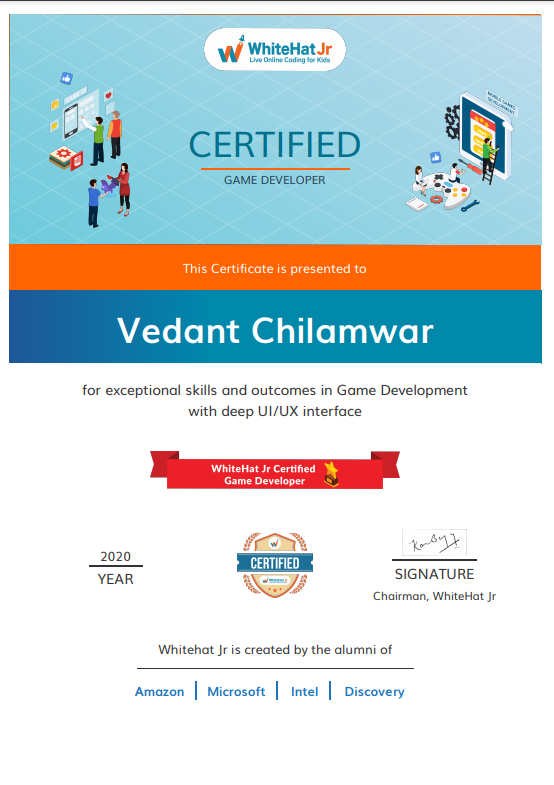 WhiteHat Jr
Live Online Coding for Kids
MOBILE GAMES
DEVELOPMENT
CERTIFIED
GAME DEVELOPER
This Certificate is presented to
Vedant Chilamwar
for exceptional skills and outcomes in Game Development
with deep UI/UX interface
WhiteHat Jr Certified
Game Developer
2020
YEAR
CERTIFIED
WhiteHat Jr
SIGNATURE
Chairman, WhiteHat Jr
Whitehat Jr is created by the alumni of
Amazon Microsoft Intel Discovery